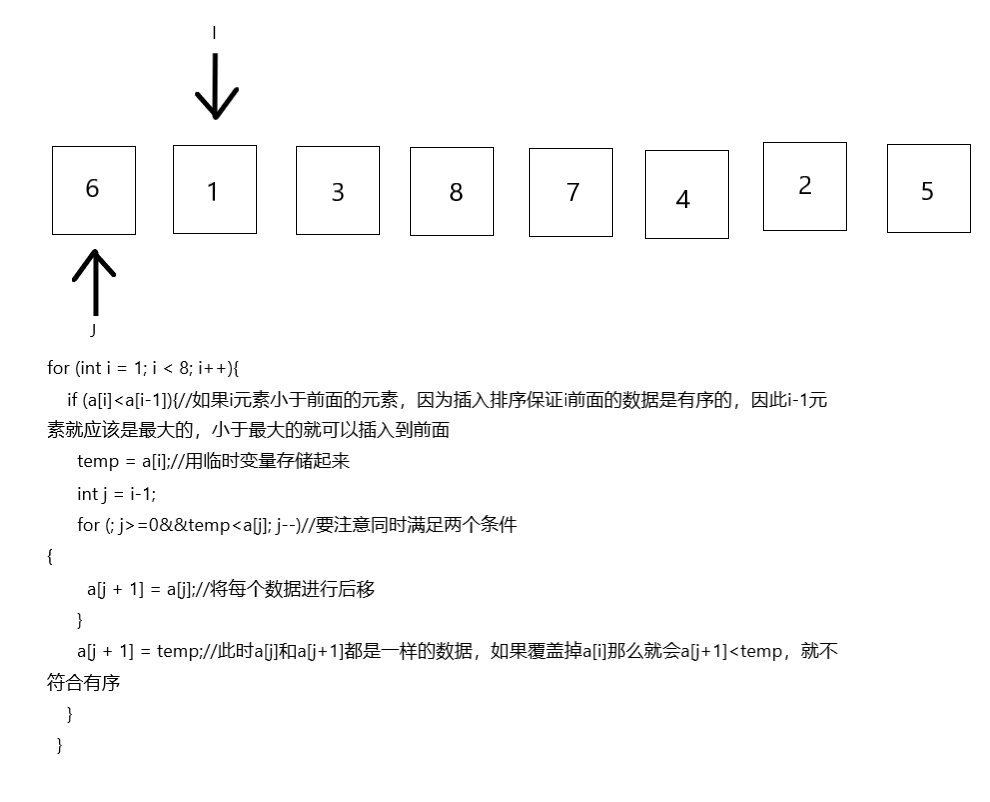 I
6 1 3 8 7 4 2 5
J
for (int i = 1; i < 8; i++){
if (a[i]<a[i-1]){//如果i元素小于前面的元素，因为插入排序保证i前面的数据是有序的，因此i-1元
素就应该是最大的，小于最大的就可以插入到前面
temp = a[i];//用临时变量存储起来
int j = i-1;
for (; j>=0&&temp<a[j]; j--)//要注意同时满足两个条件
{
a[j + 1] = a[j];//将每个数据进行后移
}
a[j + 1] = temp;//此时a[j]和a[j+1]都是一样的数据，如果覆盖掉a[i]那么就会a[j+1]<temp，就不
符合有序
}
}